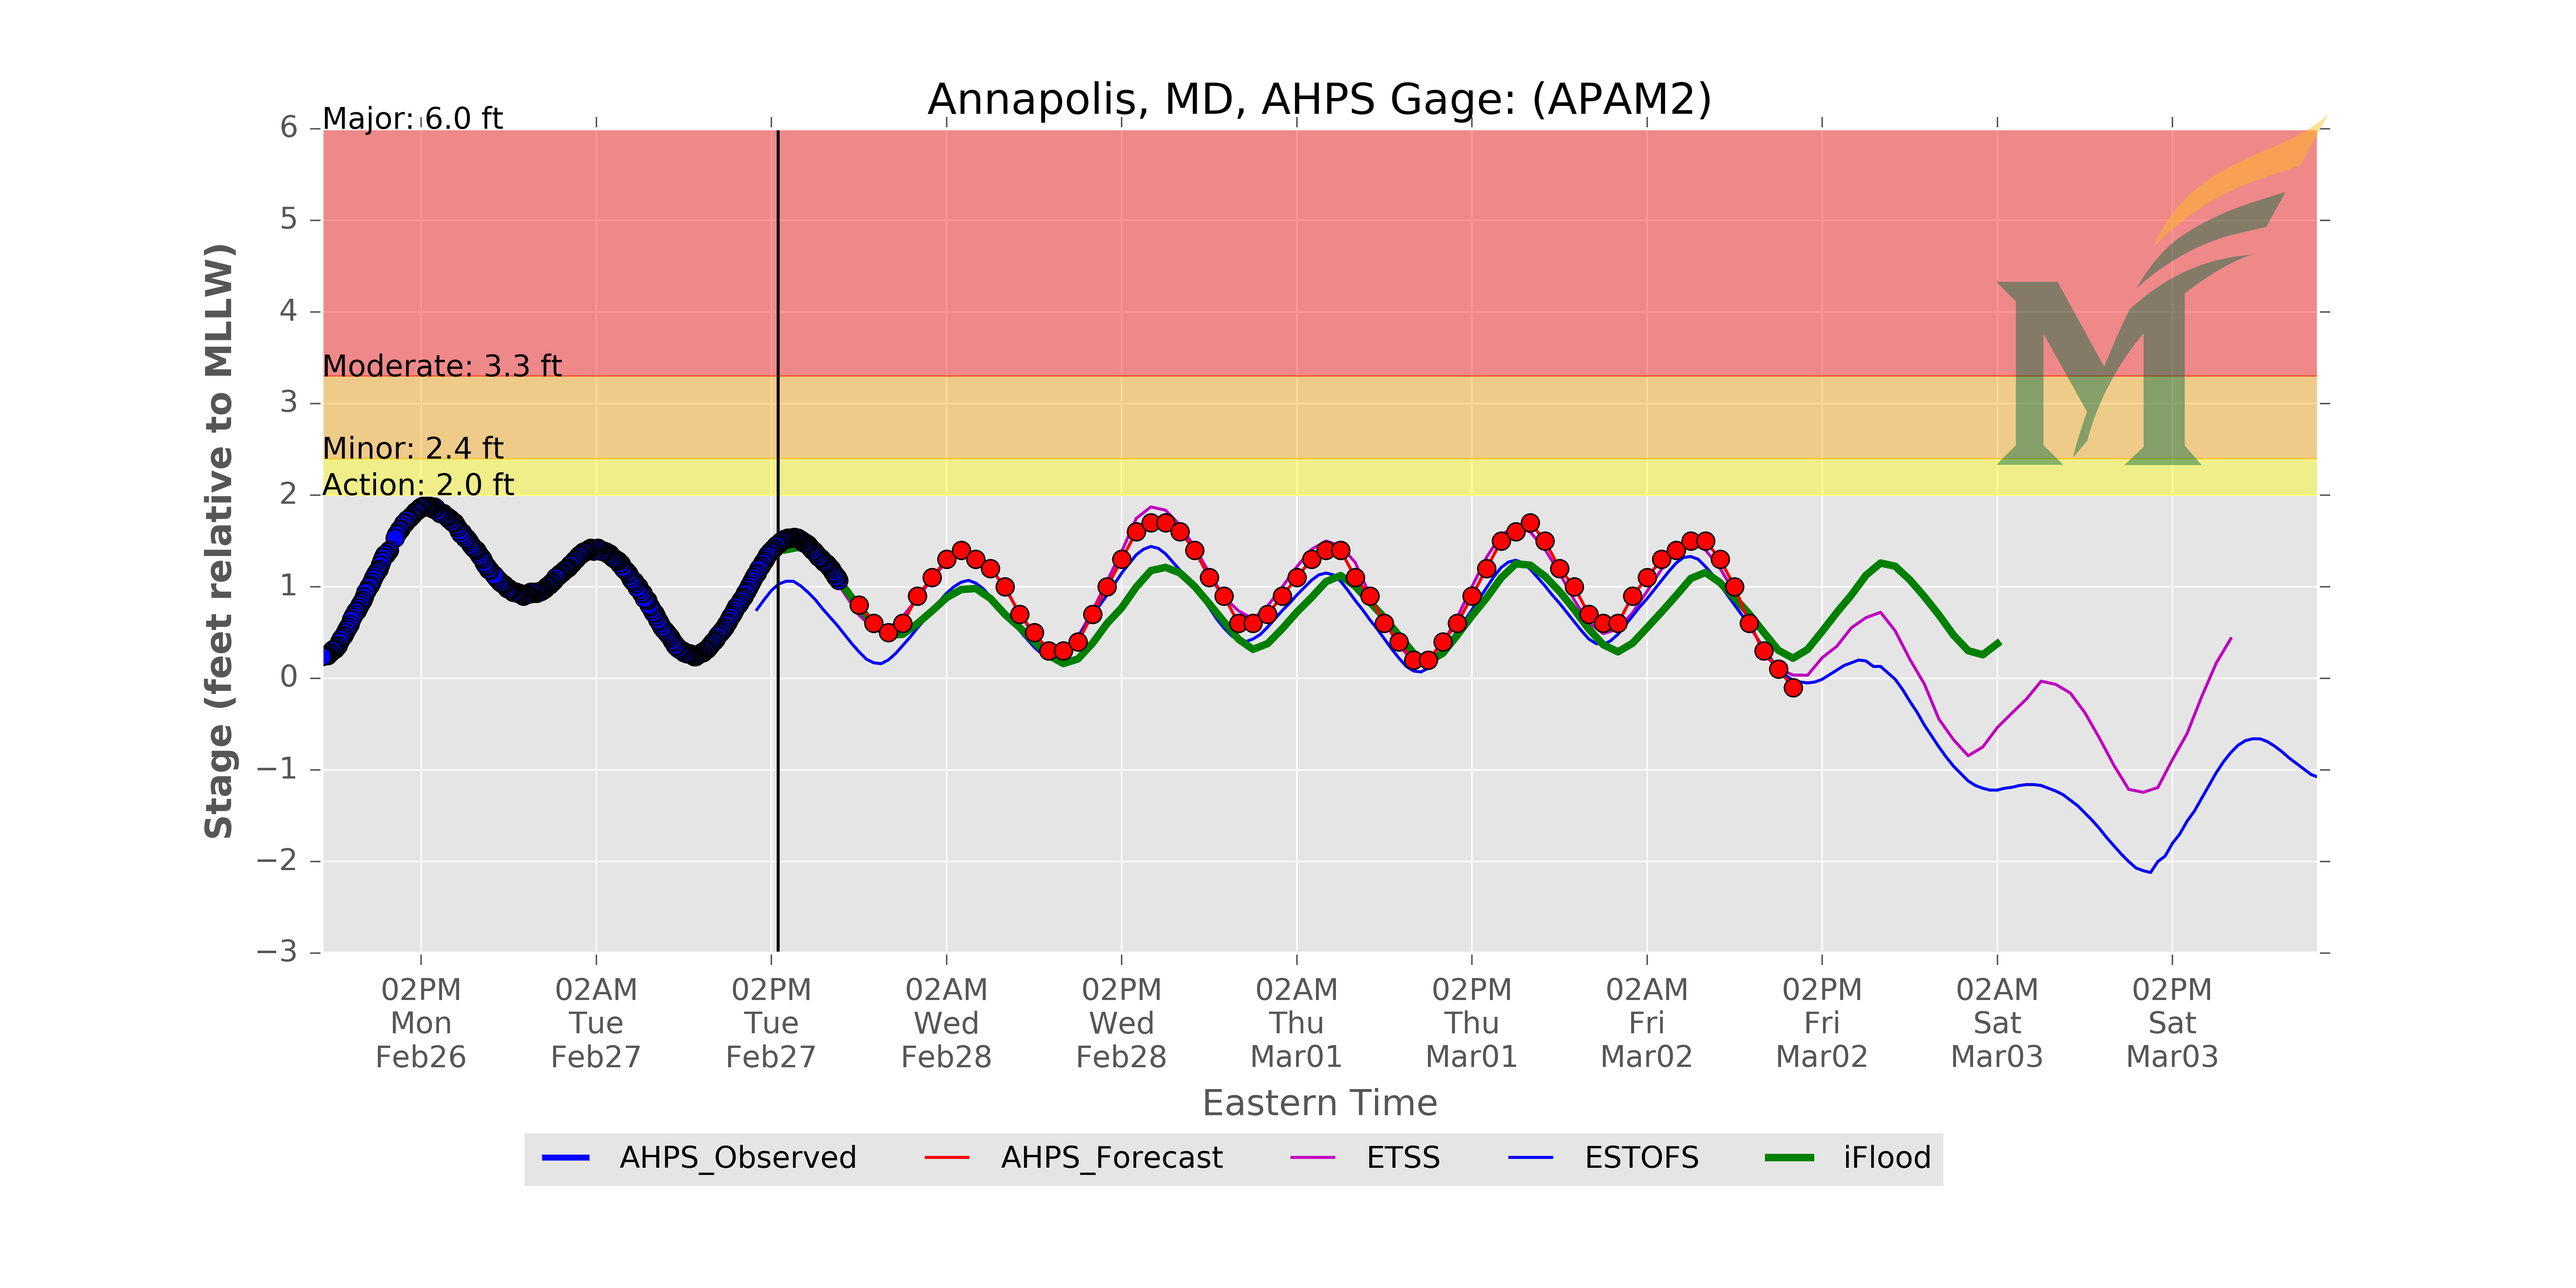 Annapolis, MD, AHPS Gage: (APAM2)
Major: 6.0 ft
Moderate: 3.3 ft
Minor: 2.4 ft
Action: 2.0 ft
6
5
4
3
2
1
0
−1
−2
−3
Stage (feet relative to MLLW)
02PM 02AM 02PM 02AM 02PM 02AM 02PM 02AM 02PM 02AM 02PM
Mon Tue Tue Wed Wed Thu Thu Fri Fri Sat Sat
Feb26 Feb27 Feb27 Feb28 Feb28 Mar01 Mar01 Mar02 Mar02 Mar03 Mar03
Eastern Time
AHPS_Observed AHPS_Forecast ETSS ESTOFS iFlood
M